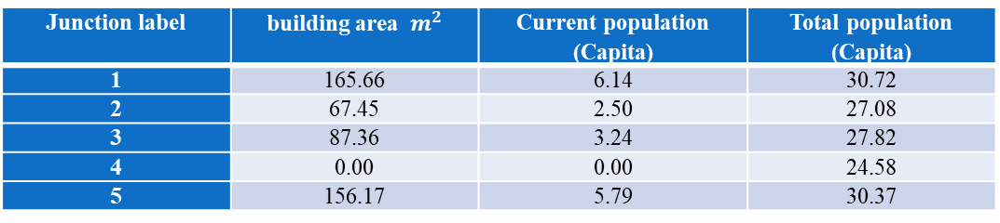 Junction label building area m² Current population (Capita) Total population (Capita)
1 165.66 6.14 30.72
2 67.45 2.50 27.08
3 87.36 3.24 27.82
4 0.00 0.00 24.58
5 156.17 5.79 30.37